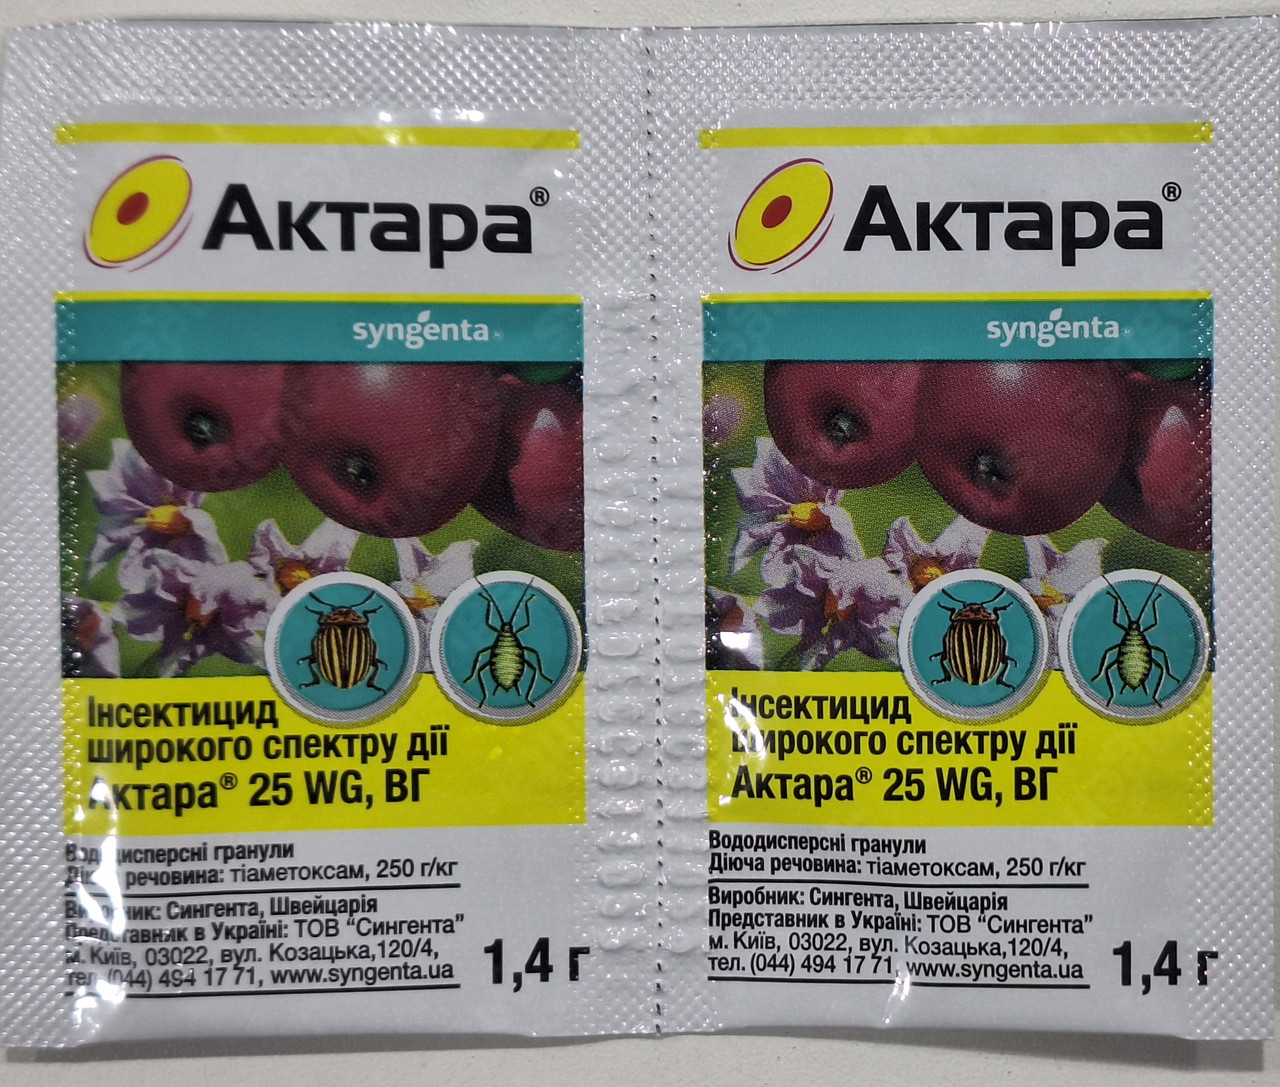 Актара®
syngenta
Інсектицид
широкого спектру дії
Актара® 25 WG, ВГ
Вододисперсні гранули
Діюча речовина: тіаметоксам, 250 г/кг
Виробник: Сингента, Швейцарія
Представник в Україні: ТОВ “Сингента”
м. Київ, 03022, вул. Козацька,120/4,
тел. (044) 494 17 71, www.syngenta.ua
1,4 г
Актара®
syngenta
Інсектицид
широкого спектру дії
Актара® 25 WG, ВГ
Вододисперсні гранули
Діюча речовина: тіаметоксам, 250 г/кг
Виробник: Сингента, Швейцарія
Представник в Україні: ТОВ “Сингента”
м. Київ, 03022, вул. Козацька,120/4,
тел. (044) 494 17 71, www.syngenta.ua
1,4 г